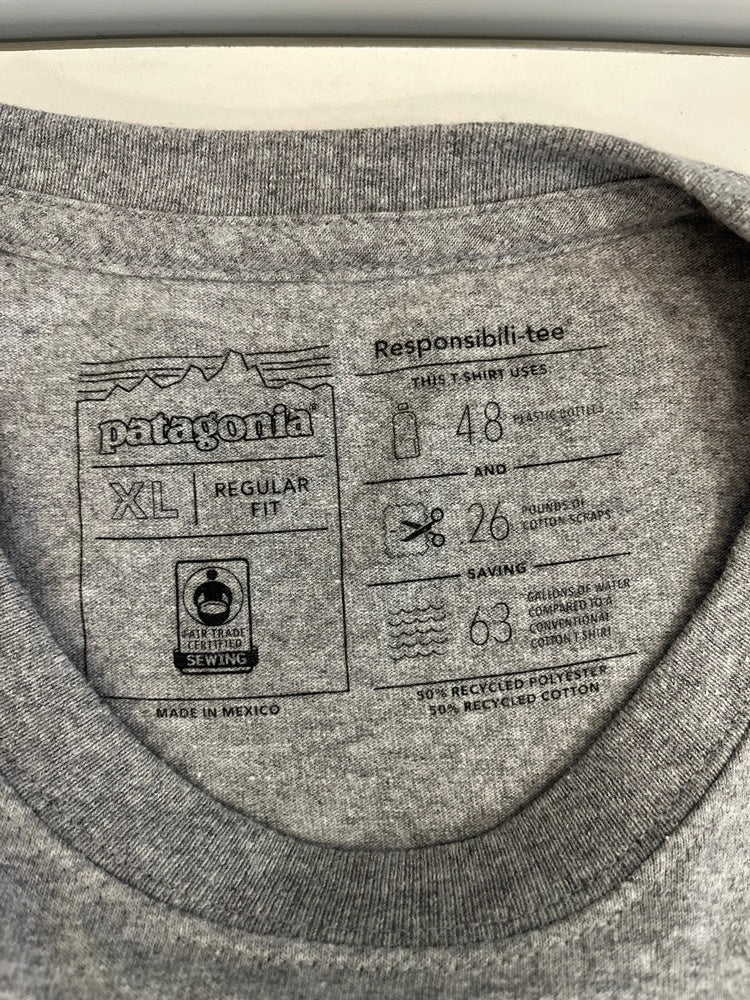 patagonia®
XL
REGULAR
FIT
FAIR TRADE
CERTIFIED
SEWING
MADE IN MEXICO
Responsibili-tee®
THIS T-SHIRT USES:
48 PLASTIC BOTTLES
AND
26 POUNDS OF
COTTON SCRAPS
SAVING
63 GALLONS OF WATER
COMPARED TO A
CONVENTIONAL
COTTON T-SHIRT
50% RECYCLED POLYESTER
50% RECYCLED COTTON